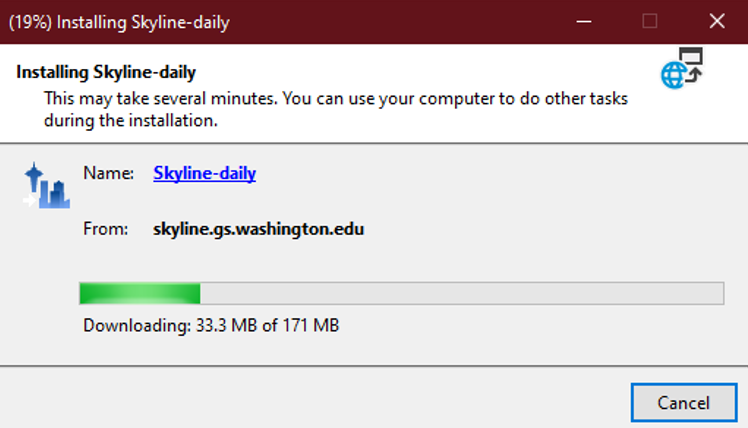 (19%) Installing Skyline-daily
Installing Skyline-daily
This may take several minutes. You can use your computer to do other tasks
during the installation.
Name: Skyline-daily
From: skyline.gs.washington.edu
Downloading: 33.3 MB of 171 MB
Cancel